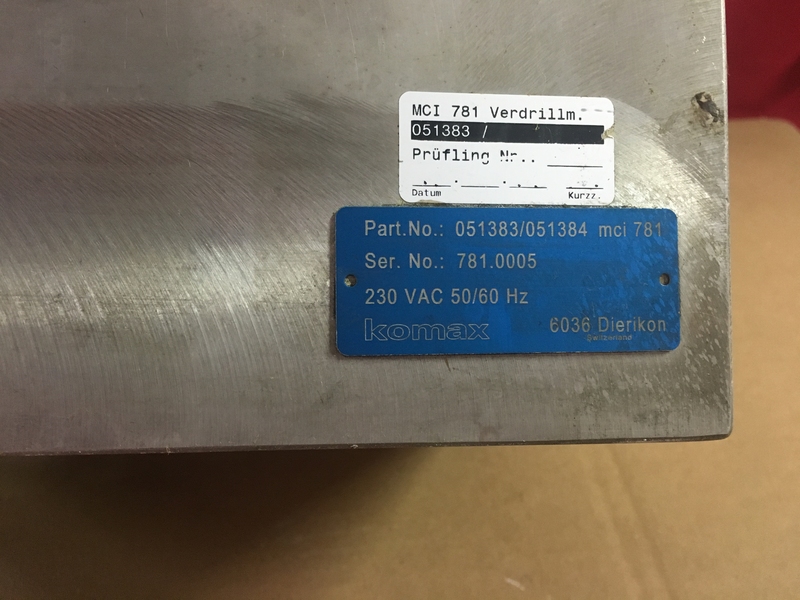 MCI 781 Verdrillm.
051383 /
Prüfling Nr..
Datum Kurzz.
Part.No.: 051383/051384 mci 781
Ser. No.: 781.0005
230 VAC 50/60 Hz
komax 6036 Dierikon
Switzerland